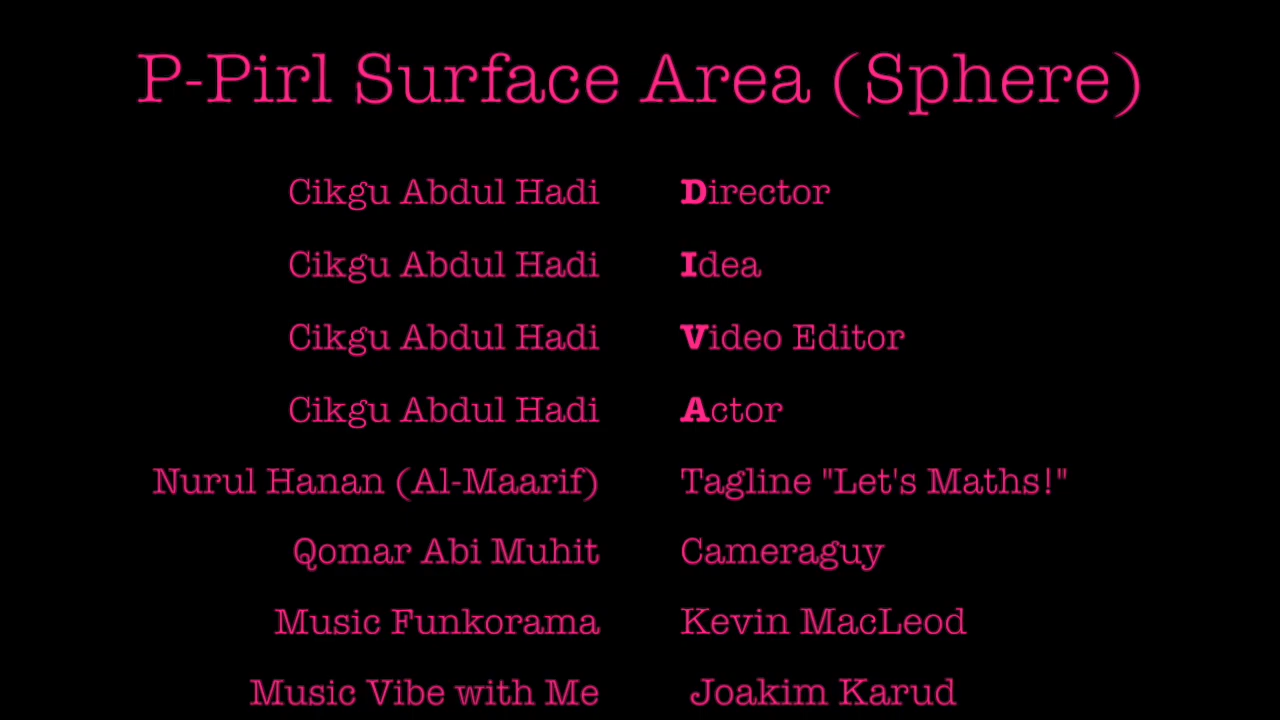 P-Pirl Surface Area (Sphere)
Cikgu Abdul Hadi Director
Cikgu Abdul Hadi Idea
Cikgu Abdul Hadi Video Editor
Cikgu Abdul Hadi Actor
Nurul Hanan (Al-Maarif) Tagline "Let's Maths!"
Qomar Abi Muhit Cameraguy
Music Funkorama Kevin MacLeod
Music Vibe with Me Joakim Karud